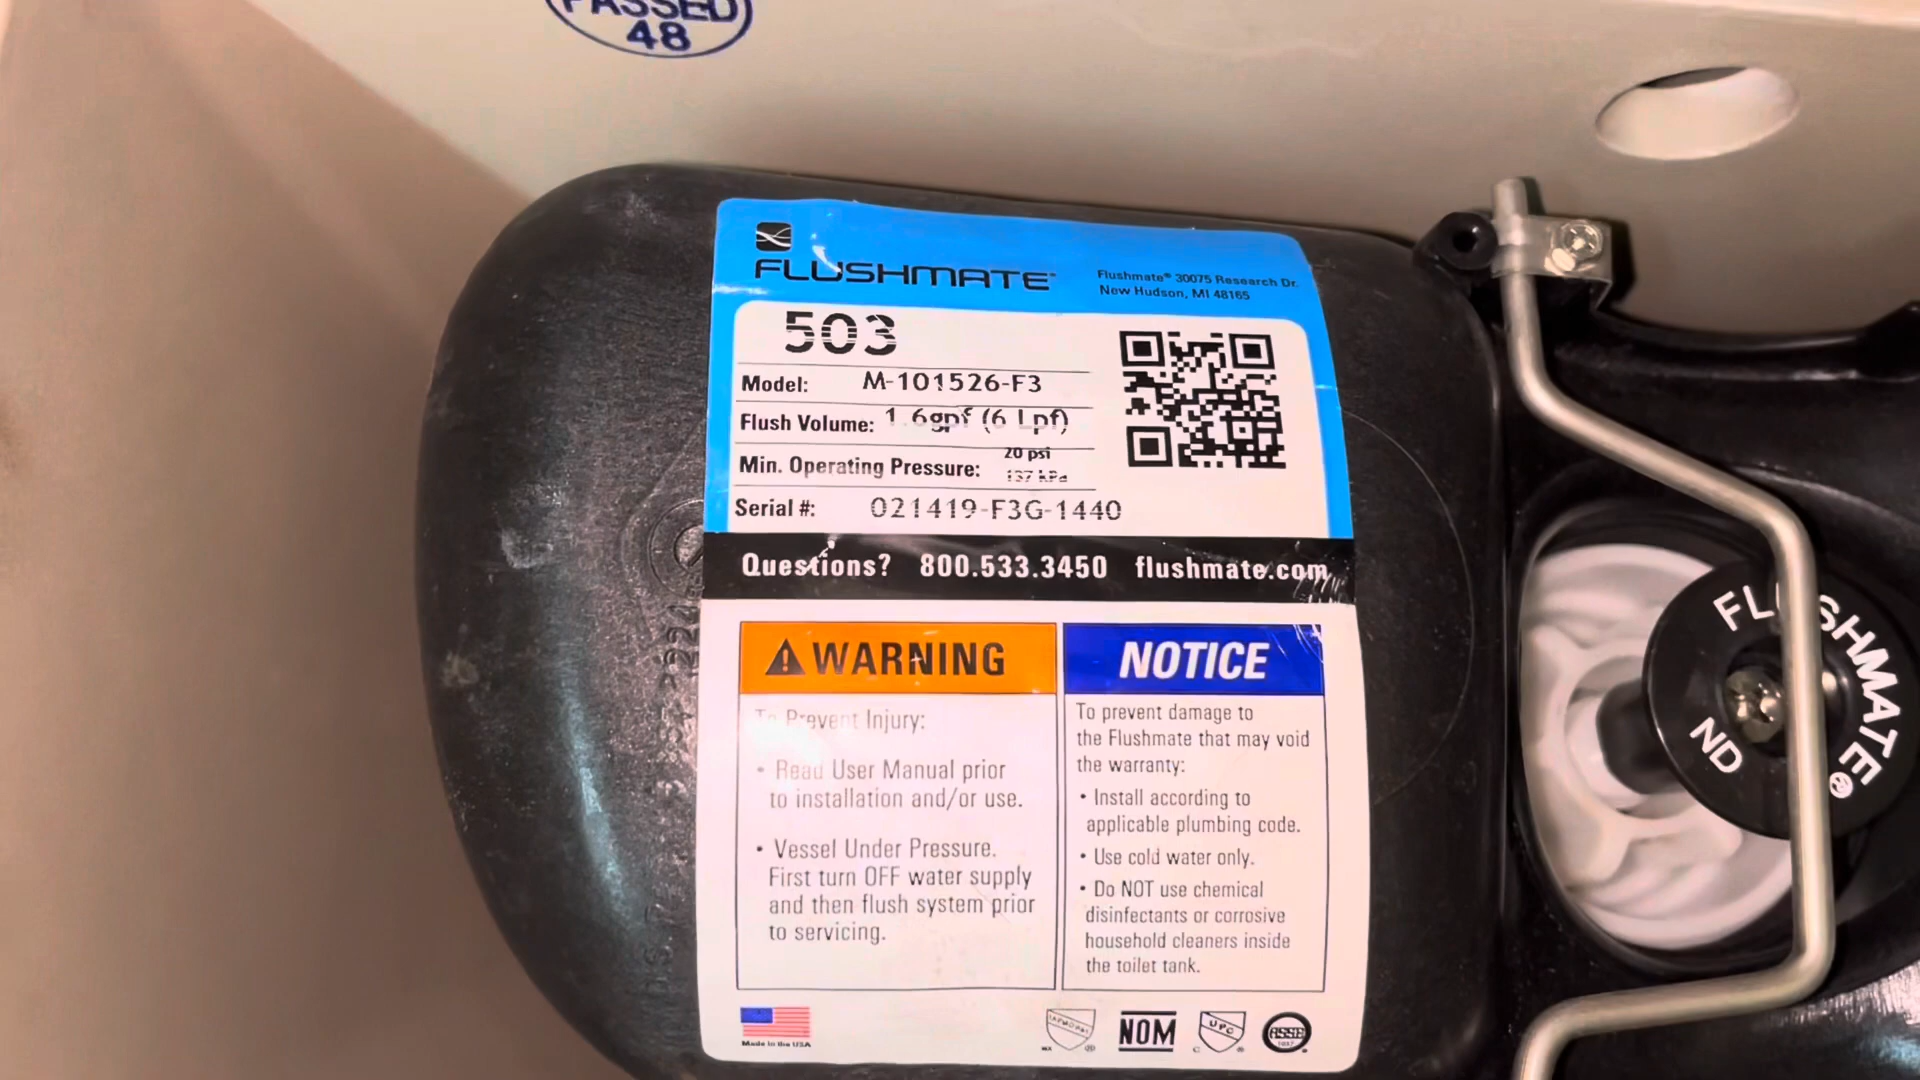 PASSED
48
FLUSHMATE®
Flushmate® 30075 Research Dr.
New Hudson, MI 48165
503
Model: M-101526-F3
Flush Volume: 1.6gpf (6 Lpf)
Min. Operating Pressure: 20 psi
137 kPa
Serial #: 021419-F3G-1440
Questions? 800.533.3450 flushmate.com
WARNING
To Prevent Injury:
• Read User Manual prior
to installation and/or use.
• Vessel Under Pressure.
First turn OFF water supply
and then flush system prior
to servicing.
NOTICE
To prevent damage to
the Flushmate that may void
the warranty:
• Install according to
applicable plumbing code.
• Use cold water only.
• Do NOT use chemical
disinfectants or corrosive
household cleaners inside
the toilet tank.
Made in the USA
NOM
UPC
C ®
ASSE
FLUSHMATE®
ND